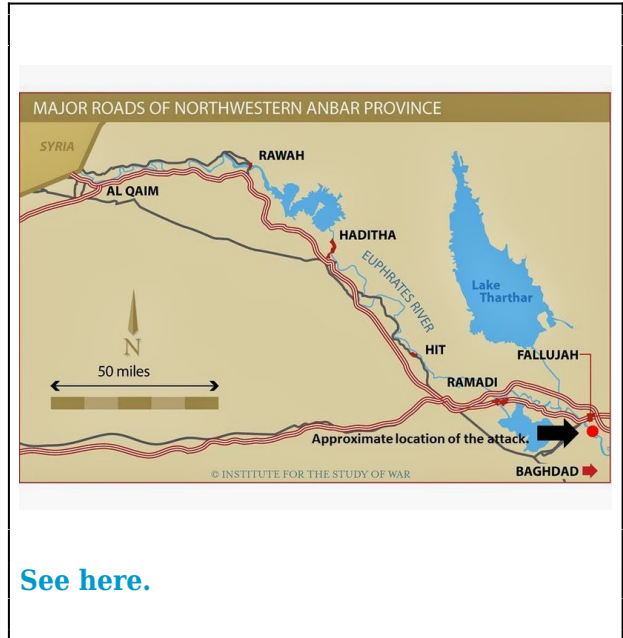 MAJOR ROADS OF NORTHWESTERN ANBAR PROVINCE
SYRIA
RAWAH
AL QAIM
HADITHA
EUPHRATES RIVER
Lake
Tharthar
N
50 miles
HIT
FALLUJAH
RAMADI
Approximate location of the attack.
BAGHDAD
© INSTITUTE FOR THE STUDY OF WAR
See here.